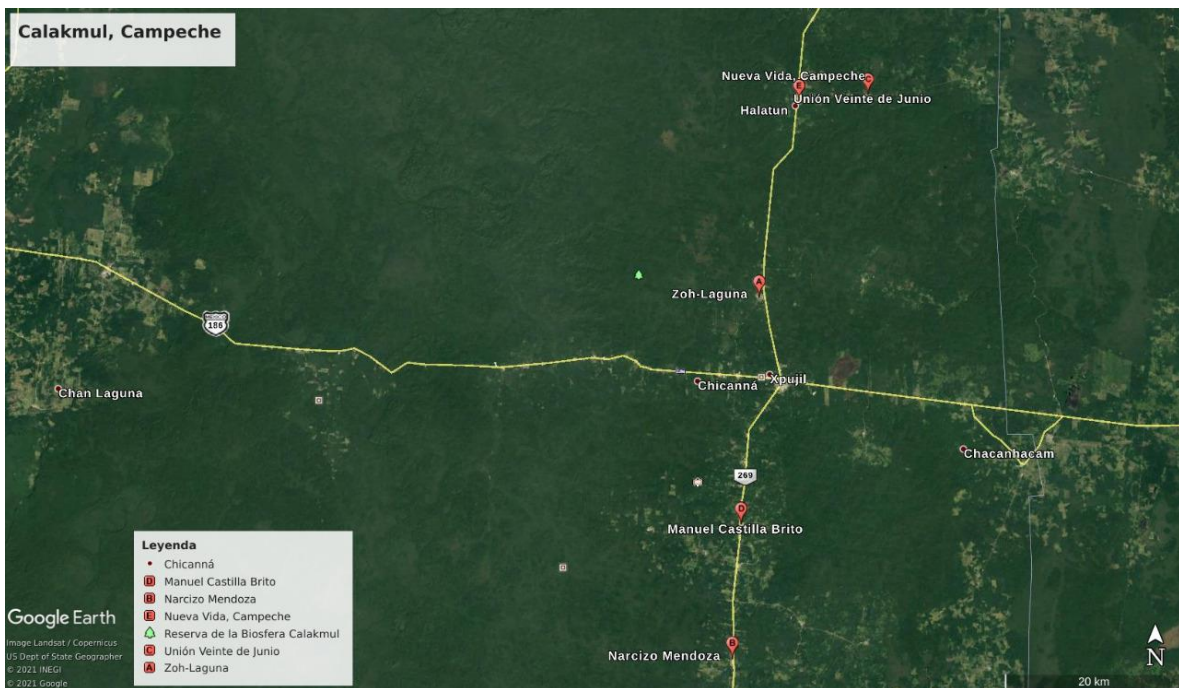 Calakmul, Campeche
Nueva Vida, Campeche
E
C
Unión Veinte de Junio
Halatun
A
Zoh-Laguna
MEXICO
186
Chan Laguna
Chicanná
Xpujil
Chacanhacam
269
D
Manuel Castilla Brito
B
Narcizo Mendoza
Leyenda
Chicanná
D Manuel Castilla Brito
B Narcizo Mendoza
E Nueva Vida, Campeche
Reserva de la Biosfera Calakmul
C Unión Veinte de Junio
A Zoh-Laguna
Google Earth
Image Landsat / Copernicus
US Dept of State Geographer
© 2021 INEGI
© 2021 Google
N
20 km